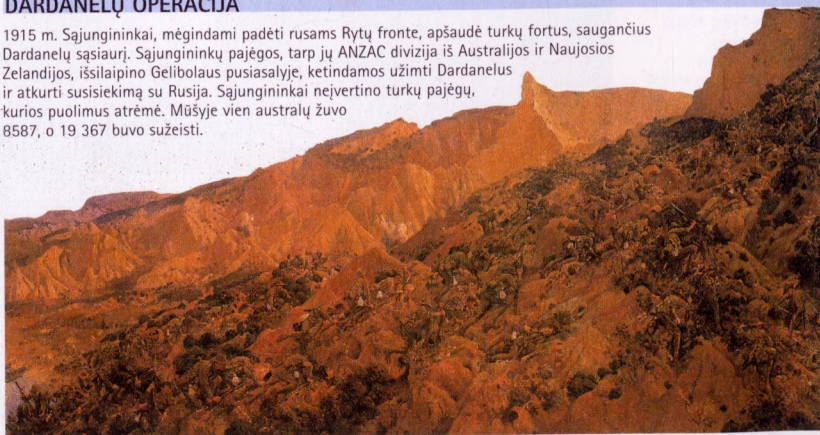 DARDANELŲ OPERACIJA
1915 m. Sąjungininkai, mėgindami padėti rusams Rytų fronte, apšaudė turkų fortus, saugančius
Dardanelų sąsiaurį. Sąjungininkų pajėgos, tarp jų ANZAC divizija iš Australijos ir Naujosios
Zelandijos, išsilaipino Gelibolaus pusiasalyje, ketindamos užimti Dardanelus
ir atkurti susisiekimą su Rusija. Sąjungininkai neįvertino turkų pajėgų,
kurios puolimus atrėmė. Mūšyje vien australų žuvo
8587, o 19 367 buvo sužeisti.